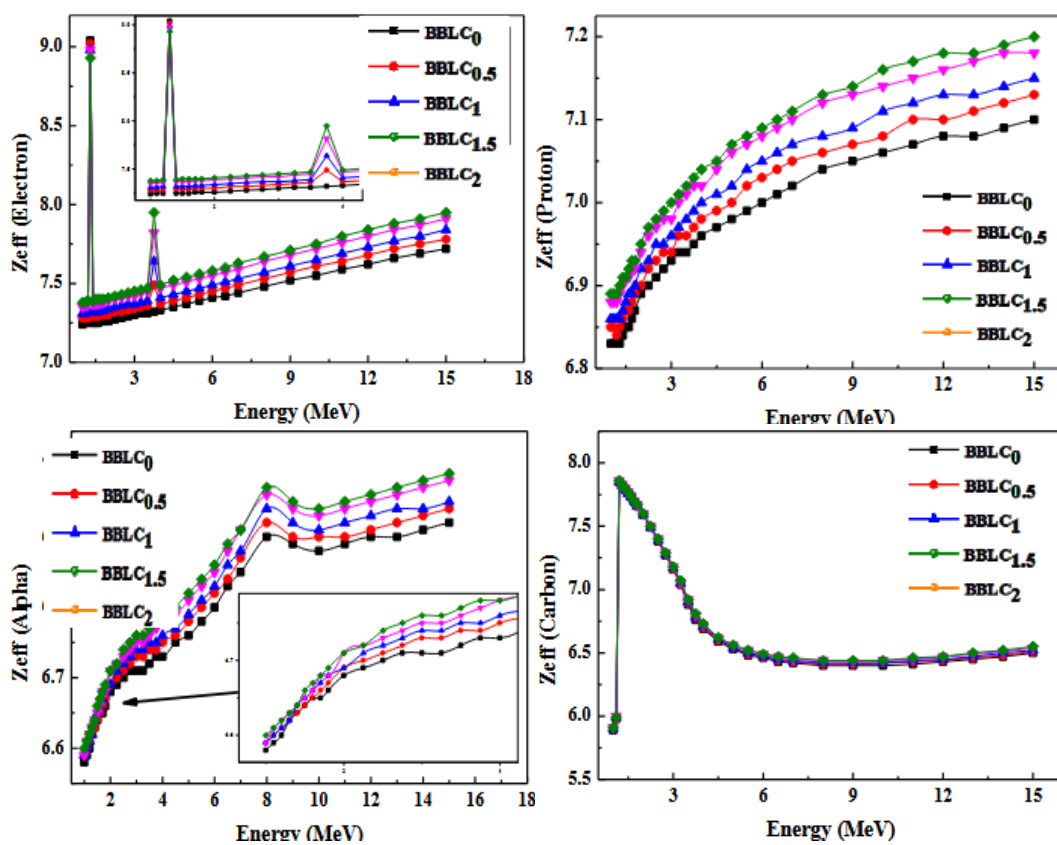 Zeff (Electron)
9.0
8.5
8.0
7.5
7.0
3 6 9 12 15 18
Energy (MeV)
BBLC0
BBLC0.5
BBLC1
BBLC1.5
BBLC2
Zeff (Proton)
7.2
7.1
7.0
6.9
6.8
3 6 9 12 15
Energy (MeV)
BBLC0
BBLC0.5
BBLC1
BBLC1.5
BBLC2
Zeff (Alpha)
6.7
6.6
2 4 6 8 10 12 14 16 18
Energy (MeV)
BBLC0
BBLC0.5
BBLC1
BBLC1.5
BBLC2
Zeff (Carbon)
8.0
7.5
7.0
6.5
6.0
5.5
3 6 9 12 15
Energy (MeV)
BBLC0
BBLC0.5
BBLC1
BBLC1.5
BBLC2